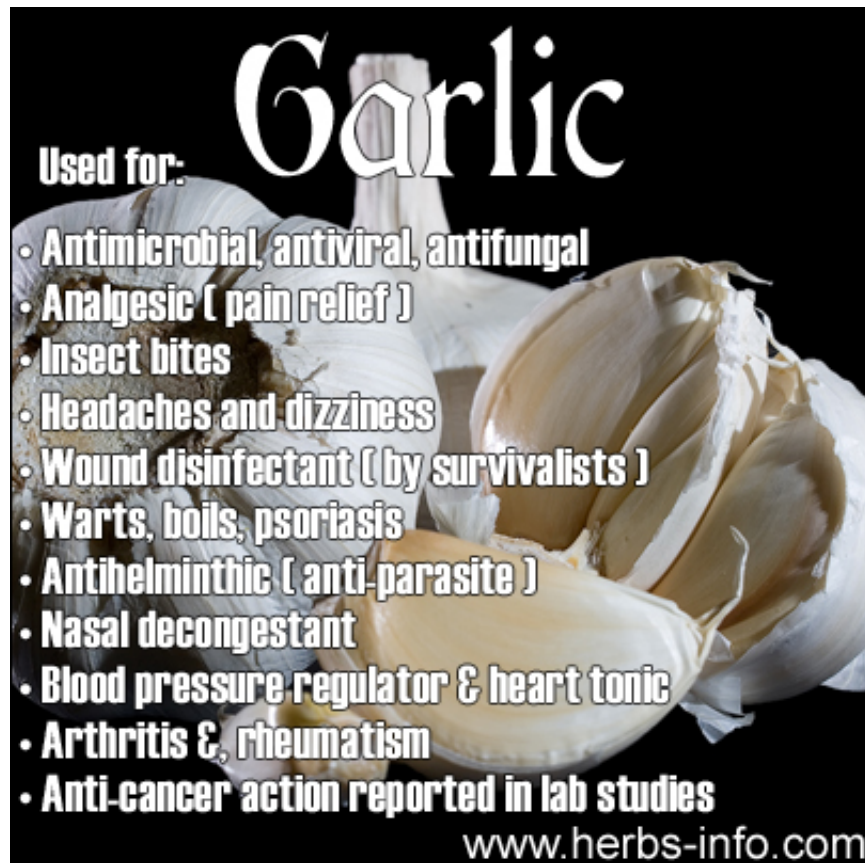 Garlic
Used for:
• Antimicrobial, antiviral, antifungal
• Analgesic ( pain relief )
• Insect bites
• Headaches and dizziness
• Wound disinfectant ( by survivalists )
• Warts, boils, psoriasis
• Antihelminthic ( anti-parasite )
• Nasal decongestant
• Blood pressure regulator & heart tonic
• Arthritis &, rheumatism
• Anti-cancer action reported in lab studies
www.herbs-info.com